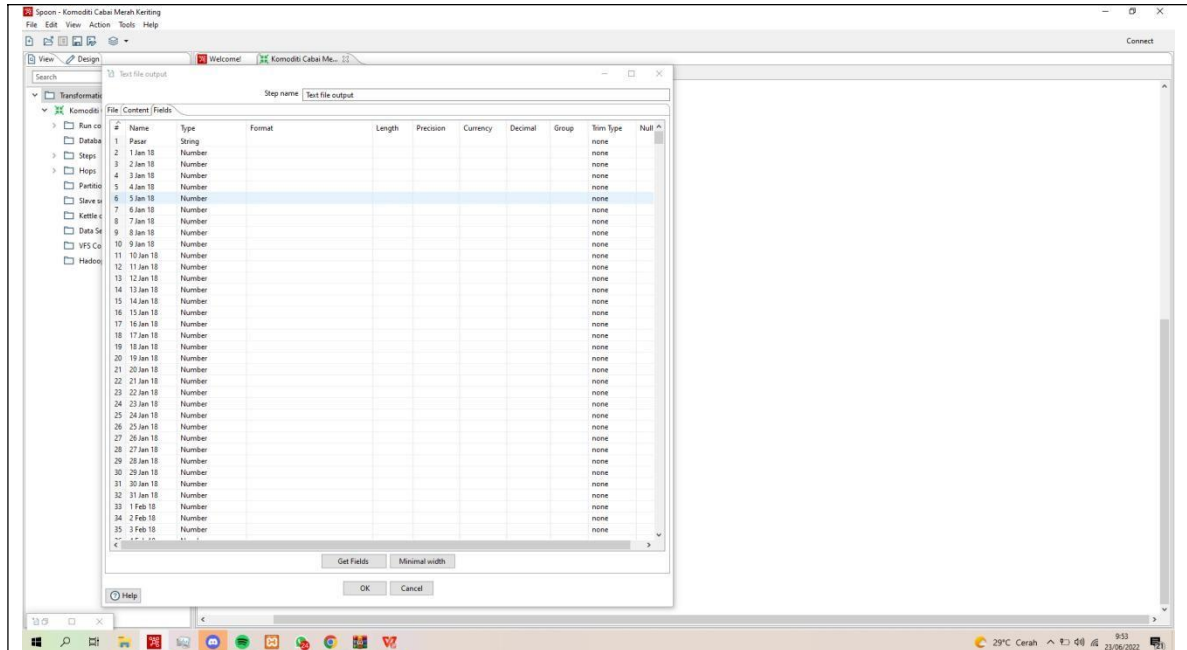 Spoon - Komoditi Cabai Merah Keriting
File Edit View Action Tools Help
Connect
View Design Welcome! Komoditi Cabai Me...
Search
Text file output
Step name Text file output
Transformatio
Komoditi
Run co
Databa
Steps
Hops
Partitio
Slave se
Kettle c
Data Se
VFS Co
Hadoop
File Content Fields
# Name Type Format Length Precision Currency Decimal Group Trim Type Null
1 Pasar String none
2 1 Jan 18 Number none
3 2 Jan 18 Number none
4 3 Jan 18 Number none
5 4 Jan 18 Number none
6 5 Jan 18 Number none
7 6 Jan 18 Number none
8 7 Jan 18 Number none
9 8 Jan 18 Number none
10 9 Jan 18 Number none
11 10 Jan 18 Number none
12 11 Jan 18 Number none
13 12 Jan 18 Number none
14 13 Jan 18 Number none
15 14 Jan 18 Number none
16 15 Jan 18 Number none
17 16 Jan 18 Number none
18 17 Jan 18 Number none
19 18 Jan 18 Number none
20 19 Jan 18 Number none
21 20 Jan 18 Number none
22 21 Jan 18 Number none
23 22 Jan 18 Number none
24 23 Jan 18 Number none
25 24 Jan 18 Number none
26 25 Jan 18 Number none
27 26 Jan 18 Number none
28 27 Jan 18 Number none
29 28 Jan 18 Number none
30 29 Jan 18 Number none
31 30 Jan 18 Number none
32 31 Jan 18 Number none
33 1 Feb 18 Number none
34 2 Feb 18 Number none
35 3 Feb 18 Number none
Get Fields Minimal width
OK Cancel
Help
29°C Cerah 9:53
23/06/2022